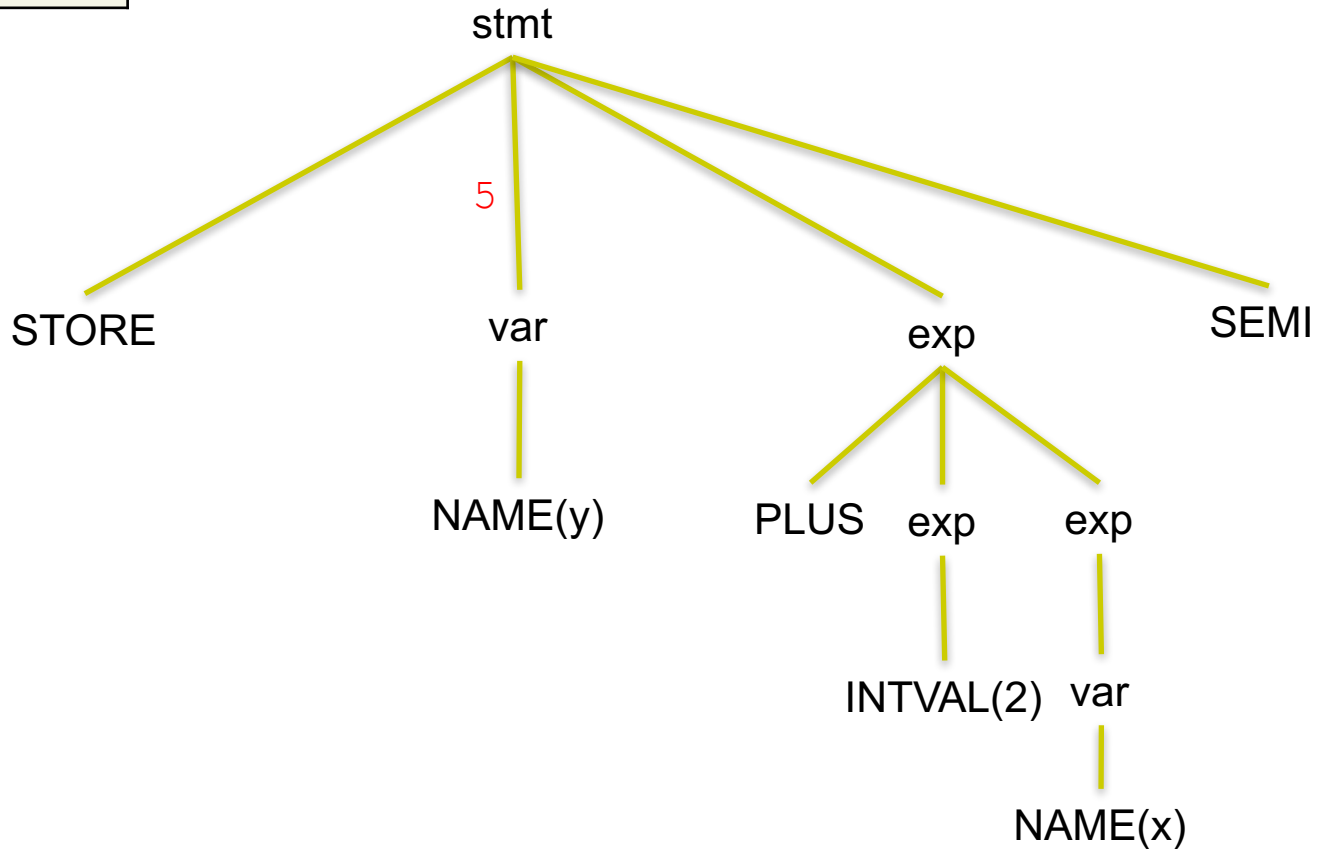 stmt
5
STORE var exp SEMI
NAME(y) PLUS exp exp
INTVAL(2) var
NAME(x)